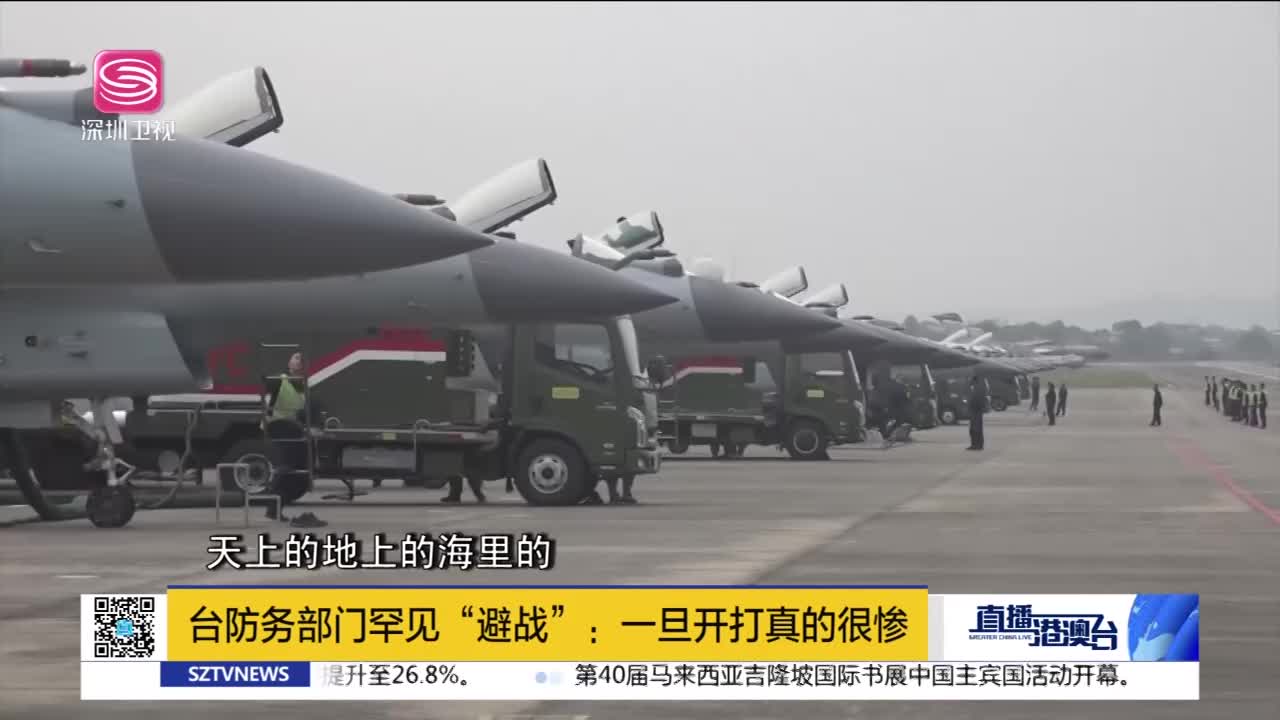 深圳卫视
天上的地上的海里的
台防务部门罕见“避战”：一旦开打真的很惨
直播
港澳台
GREATER CHINA LIVE
SZTVNEWS
提升至26.8%。
第40届马来西亚吉隆坡国际书展中国主宾国活动开幕。